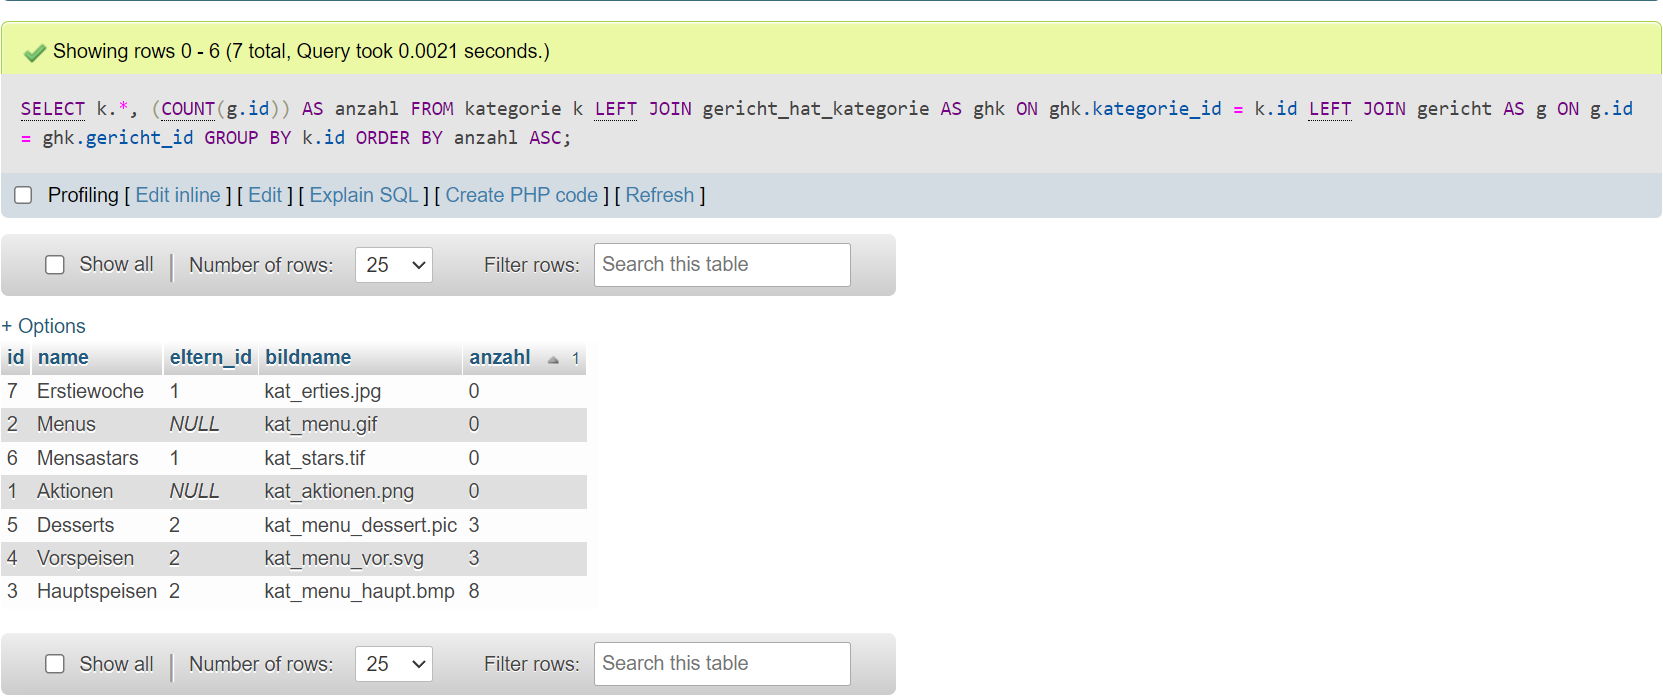 Showing rows 0 - 6 (7 total, Query took 0.0021 seconds.)
SELECT k.*, (COUNT(g.id)) AS anzahl FROM kategorie k LEFT JOIN gericht_hat_kategorie AS ghk ON ghk.kategorie_id = k.id LEFT JOIN gericht AS g ON g.id
= ghk.gericht_id GROUP BY k.id ORDER BY anzahl ASC;
Profiling [ Edit inline ] [ Edit ] [ Explain SQL ] [ Create PHP code ] [ Refresh ]
Show all | Number of rows: 25 Filter rows: Search this table
+ Options
id name eltern_id bildname anzahl 1
7 Erstiewoche 1 kat_erties.jpg 0
2 Menus NULL kat_menu.gif 0
6 Mensastars 1 kat_stars.tif 0
1 Aktionen NULL kat_aktionen.png 0
5 Desserts 2 kat_menu_dessert.pic 3
4 Vorspeisen 2 kat_menu_vor.svg 3
3 Hauptspeisen 2 kat_menu_haupt.bmp 8
Show all | Number of rows: 25 Filter rows: Search this table